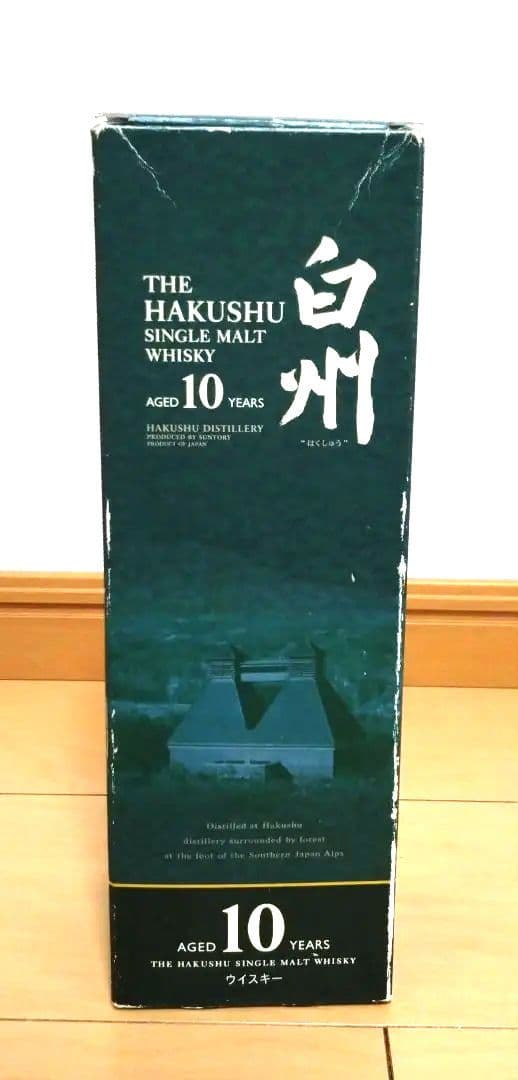 THE
HAKUSHU
SINGLE MALT
WHISKY
AGED 10 YEARS
HAKUSHU DISTILLERY
PRODUCED BY SUNTORY
PRODUCT OF JAPAN
白州
"はくしゅう"
Distilled at Hakushu
distillery surrounded by forest
at the foot of the Southern Japan Alps
AGED 10 YEARS
THE HAKUSHU SINGLE MALT WHISKY
ウイスキー